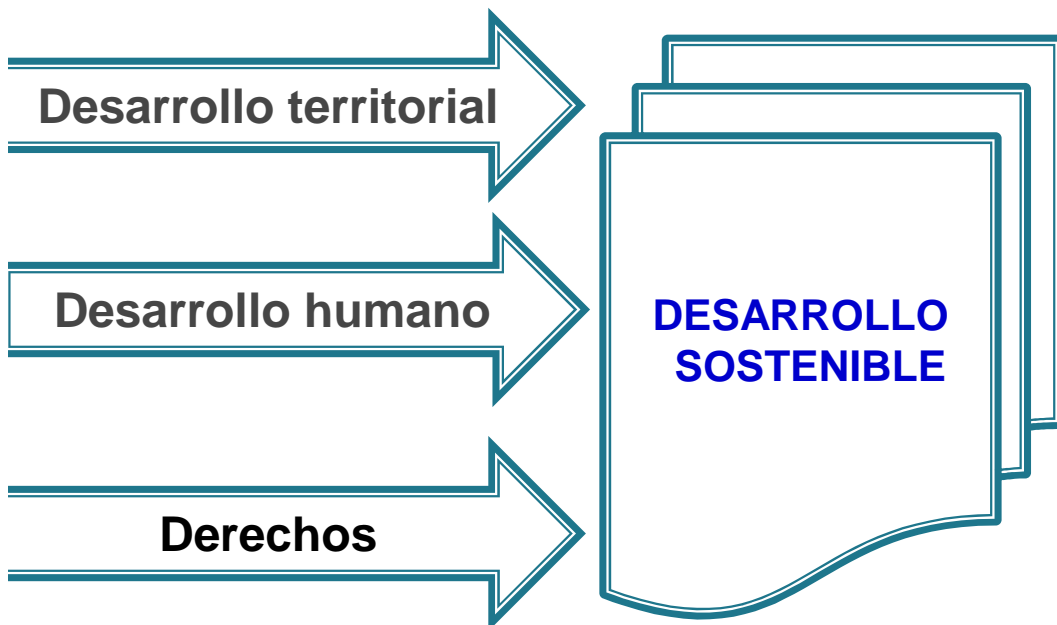 Desarrollo territorial
Desarrollo humano
Derechos
DESARROLLO
SOSTENIBLE